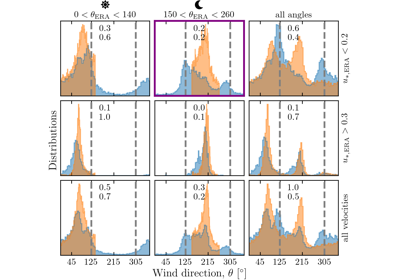 0 < θERA < 140
150 < θERA < 260
all angles
0.3
0.6
0.2
0.2
0.6
0.4
u*, ERA < 0.2
0.1
1.0
0.0
0.1
0.1
0.7
u*, ERA > 0.3
0.5
0.7
0.3
0.2
1.0
0.5
all velocities
Distributions
45 125 215 305
45 125 215 305
45 125 215 305
Wind direction, θ [°]